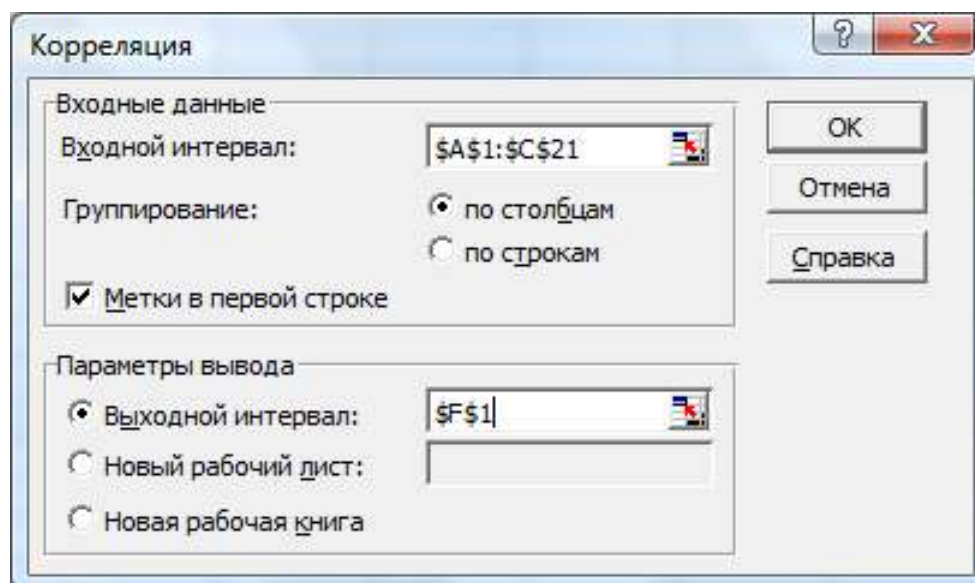 Корреляция
Входные данные
Входной интервал: $A$1:$C$21
Группирование: по столбцам
по строкам
Метки в первой строке
OK
Отмена
Справка
Параметры вывода
Выходной интервал: $F$1
Новый рабочий лист:
Новая рабочая книга